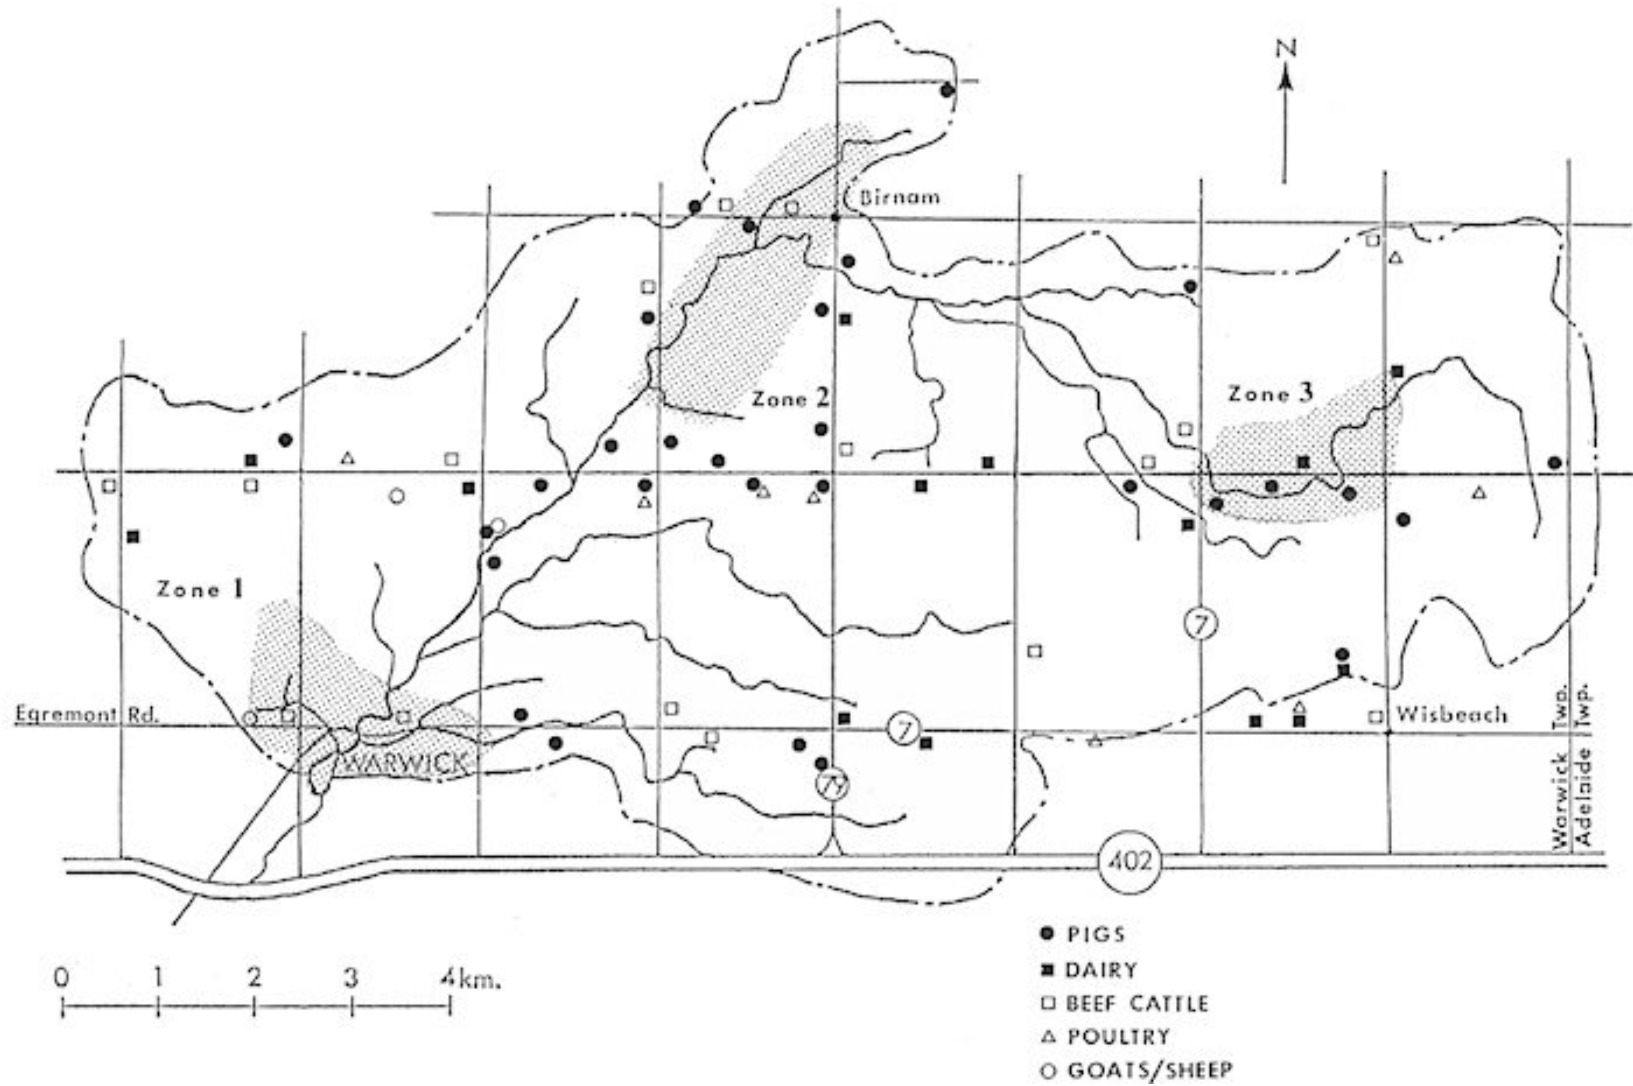 N
Birnam
Zone 2
Zone 3
Zone 1
7
Egremont Rd.
7
Wisbeach
WARWICK
79
Warwick Twp.
Adelaide Twp.
402
0 1 2 3 4km.
PIGS
DAIRY
BEEF CATTLE
POULTRY
GOATS/SHEEP